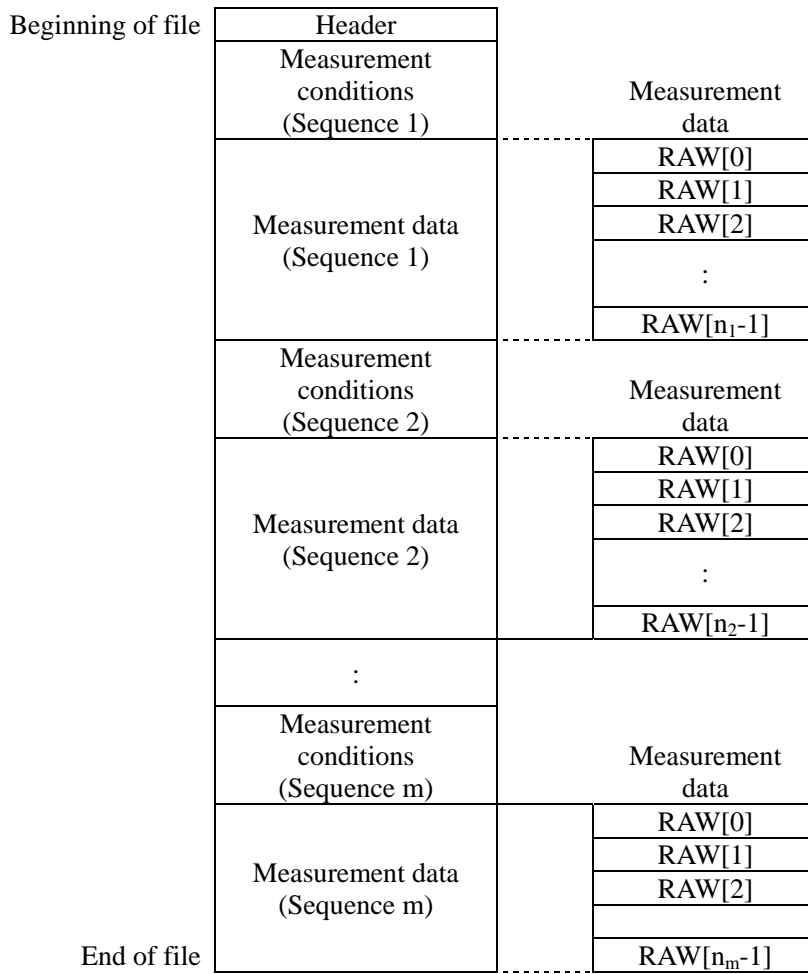 Beginning of file
Header
Measurement
conditions
(Sequence 1)
Measurement
data
Measurement data
(Sequence 1)
RAW[0]
RAW[1]
RAW[2]
:
RAW[n₁-1]
Measurement
conditions
(Sequence 2)
Measurement
data
Measurement data
(Sequence 2)
RAW[0]
RAW[1]
RAW[2]
:
RAW[n₂-1]
:
Measurement
conditions
(Sequence m)
Measurement
data
Measurement data
(Sequence m)
RAW[0]
RAW[1]
RAW[2]
RAW[nₘ-1]
End of file